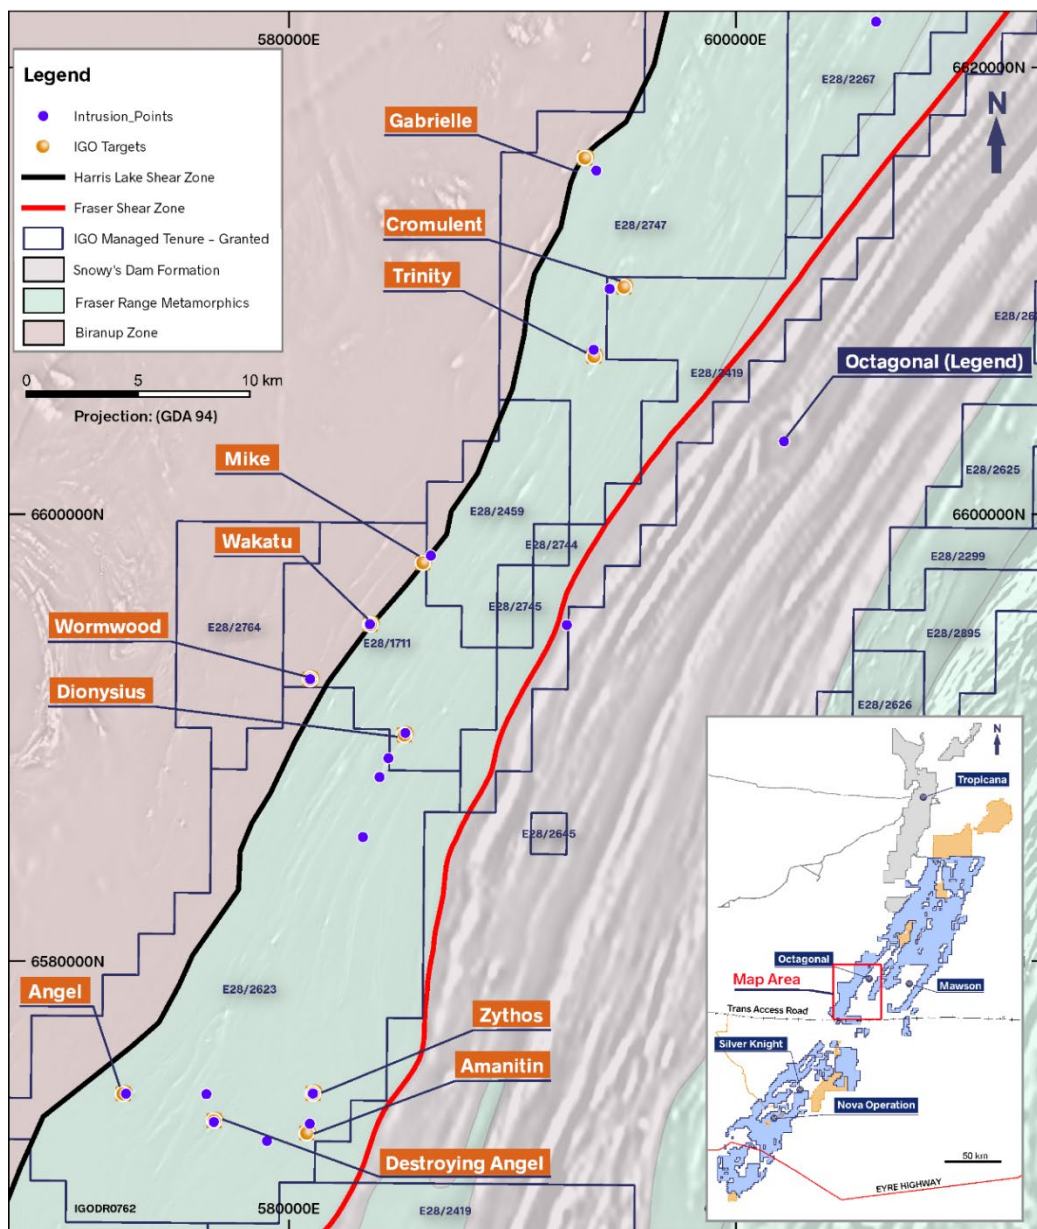 580000E
600000E
6620000N
Legend
Intrusion_Points
IGO Targets
Harris Lake Shear Zone
Fraser Shear Zone
IGO Managed Tenure – Granted
Snowy's Dam Formation
Fraser Range Metamorphics
Biranup Zone
0 5 10 km
Projection: (GDA 94)
E28/2267
N
Gabrielle
Cromulent
E28/2747
Trinity
E28/2419
Octagonal (Legend)
Mike
E28/2625
6600000N
E28/2459
6600000N
Wakatu
E28/2744
E28/2299
E28/2745
Wormwood
E28/2764
E28/1711
E28/2895
Dionysius
E28/2626
E28/2645
6580000N
Angel
E28/2623
Zythos
Amanitin
Destroying Angel
IGODR0762
580000E
E28/2419
N
Tropicana
Octagonal
Map Area
Mawson
Trans Access Road
Silver Knight
Nova Operation
50 km
EYRE HIGHWAY